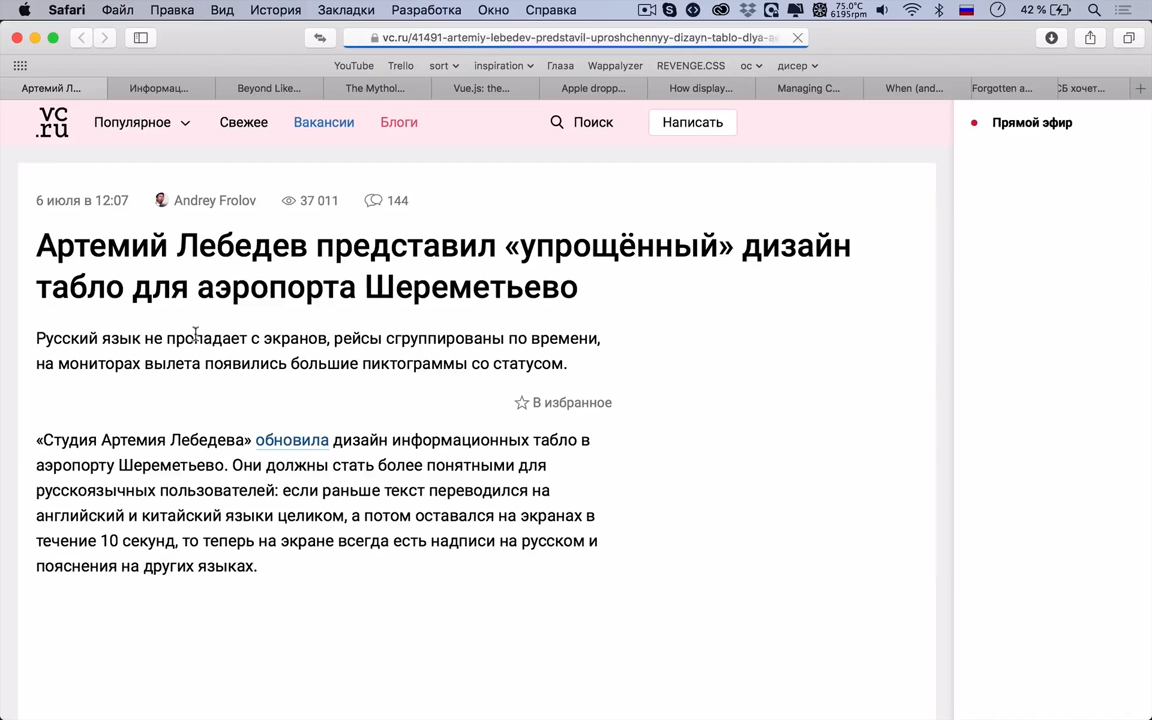 Safari Файл Правка Вид История Закладки Разработка Окно Справка 75.0°C 6195rpm 42 %
vc.ru/41491-artemiy-lebedev-predstavil-uproshchennyy-dizayn-tablo-dlya-ae
YouTube Trello sort inspiration Глаза Wappalyzer REVENGE.CSS ос дисер
Артемий Л... Информац... Beyond Like... The Mythol... Vue.js: the... Apple dropp... How display... Managing C... When (and... Forgotten a... СБ хочет...
vc.ru Популярное Свежее Вакансии Блоги Поиск Написать Прямой эфир
6 июля в 12:07 Andrey Frolov 37 011 144
Артемий Лебедев представил «упрощённый» дизайн
табло для аэропорта Шереметьево
Русский язык не пропадает с экранов, рейсы сгруппированы по времени,
на мониторах вылета появились большие пиктограммы со статусом.
В избранное
«Студия Артемия Лебедева» обновила дизайн информационных табло в
аэропорту Шереметьево. Они должны стать более понятными для
русскоязычных пользователей: если раньше текст переводился на
английский и китайский языки целиком, а потом оставался на экранах в
течение 10 секунд, то теперь на экране всегда есть надписи на русском и
пояснения на других языках.